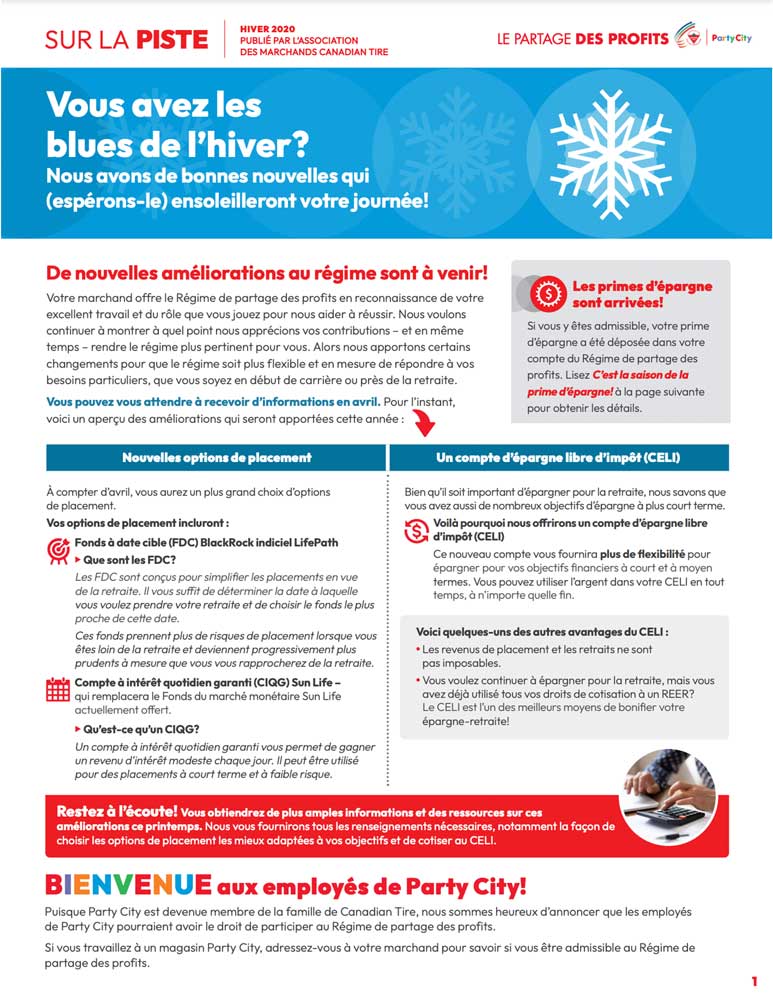 SUR LA PISTE
HIVER 2020
PUBLIÉ PAR L'ASSOCIATION
DES MARCHANDS CANADIAN TIRE
LE PARTAGE DES PROFITS
PartyCity
Vous avez les
blues de l'hiver?
Nous avons de bonnes nouvelles qui
(espérons-le) ensoleilleront votre journée!
De nouvelles améliorations au régime sont à venir!
Votre marchand offre le Régime de partage des profits en reconnaissance de votre
excellent travail et du rôle que vous jouez pour nous aider à réussir. Nous voulons
continuer à montrer à quel point nous apprécions vos contributions – et en même
temps – rendre le régime plus pertinent pour vous. Alors nous apportons certains
changements pour que le régime soit plus flexible et en mesure de répondre à vos
besoins particuliers, que vous soyez en début de carrière ou près de la retraite.
Vous pouvez vous attendre à recevoir d'informations en avril. Pour l'instant,
voici un aperçu des améliorations qui seront apportées cette année :
Les primes d'épargne
sont arrivées!
Si vous y êtes admissible, votre prime
d'épargne a été déposée dans votre
compte du Régime de partage des
profits. Lisez C'est la saison de la
prime d'épargne! à la page suivante
pour obtenir les détails.
Nouvelles options de placement
À compter d'avril, vous aurez un plus grand choix d'options
de placement.
Vos options de placement incluront :
Fonds à date cible (FDC) BlackRock indiciel LifePath
Que sont les FDC?
Les FDC sont conçus pour simplifier les placements en vue
de la retraite. Il vous suffit de déterminer la date à laquelle
vous voulez prendre votre retraite et de choisir le fonds le plus
proche de cette date.
Ces fonds prennent plus de risques de placement lorsque vous
êtes loin de la retraite et deviennent progressivement plus
prudents à mesure que vous vous rapprocherez de la retraite.
Compte à intérêt quotidien garanti (CIQG) Sun Life –
qui remplacera le Fonds du marché monétaire Sun Life
actuellement offert.
Qu'est-ce qu'un CIQG?
Un compte à intérêt quotidien garanti vous permet de gagner
un revenu d'intérêt modeste chaque jour. Il peut être utilisé
pour des placements à court terme et à faible risque.
Un compte d'épargne libre d'impôt (CELI)
Bien qu'il soit important d'épargner pour la retraite, nous savons que
vous avez aussi de nombreux objectifs d'épargne à plus court terme.
Voilà pourquoi nous offrirons un compte d'épargne libre
d'impôt (CELI)
Ce nouveau compte vous fournira plus de flexibilité pour
épargner pour vos objectifs financiers à court et à moyen
termes. Vous pouvez utiliser l'argent dans votre CELI en tout
temps, à n'importe quelle fin.
Voici quelques-uns des autres avantages du CELI :
• Les revenus de placement et les retraits ne sont
pas imposables.
• Vous voulez continuer à épargner pour la retraite, mais vous
avez déjà utilisé tous vos droits de cotisation à un REER?
Le CELI est l'un des meilleurs moyens de bonifier votre
épargne-retraite!
Restez à l'écoute! Vous obtiendrez de plus amples informations et des ressources sur ces
améliorations ce printemps. Nous vous fournirons tous les renseignements nécessaires, notamment la façon de
choisir les options de placement les mieux adaptées à vos objectifs et de cotiser au CELI.
BIENVENUE aux employés de Party City!
Puisque Party City est devenue membre de la famille de Canadian Tire, nous sommes heureux d'annoncer que les employés
de Party City pourraient avoir le droit de participer au Régime de partage des profits.
Si vous travaillez à un magasin Party City, adressez-vous à votre marchand pour savoir si vous être admissible au Régime de
partage des profits.
1